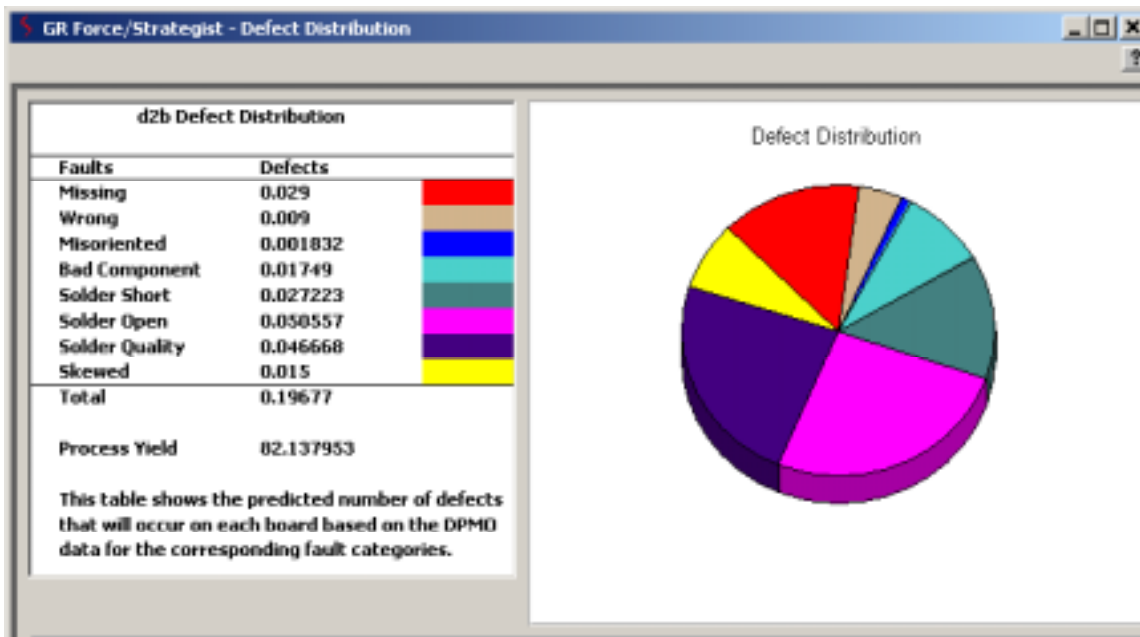 GR Force/Strategist - Defect Distribution
?
d2b Defect Distribution
Faults Defects
Missing 0.029
Wrong 0.009
Misoriented 0.001832
Bad Component 0.01749
Solder Short 0.027223
Solder Open 0.050557
Solder Quality 0.046668
Skewed 0.015
Total 0.19677
Process Yield 82.137953
This table shows the predicted number of defects
that will occur on each board based on the DPMO
data for the corresponding fault categories.
Defect Distribution